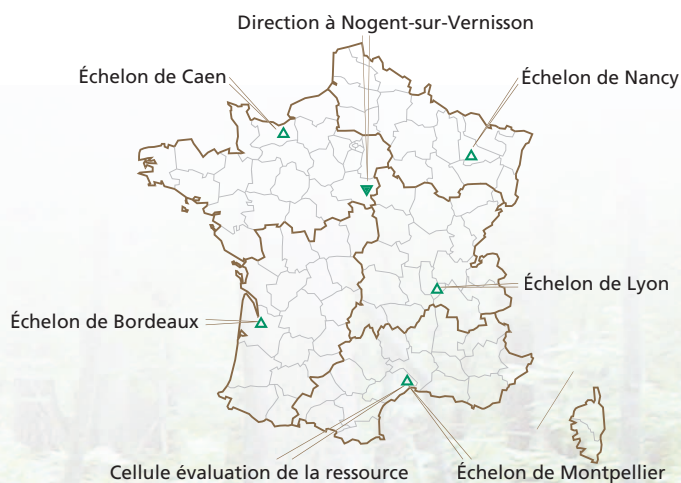 Direction à Nogent-sur-Vernisson
Échelon de Caen
Échelon de Nancy
Échelon de Lyon
Échelon de Bordeaux
Cellule évaluation de la ressource
Échelon de Montpellier